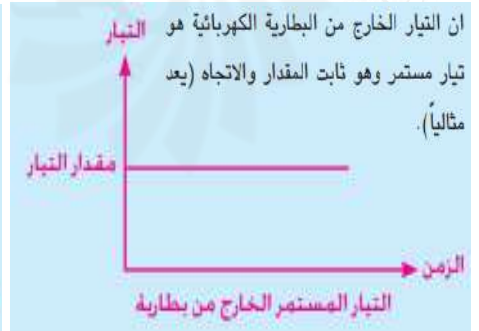 ان التيار الخارج من البطارية الكهربائية هو
تيار مستمر وهو ثابت المقدار والاتجاه (يعد
مثالياً).
التيار
مقدار التيار
الزمن
التيار المستمر الخارج من بطارية